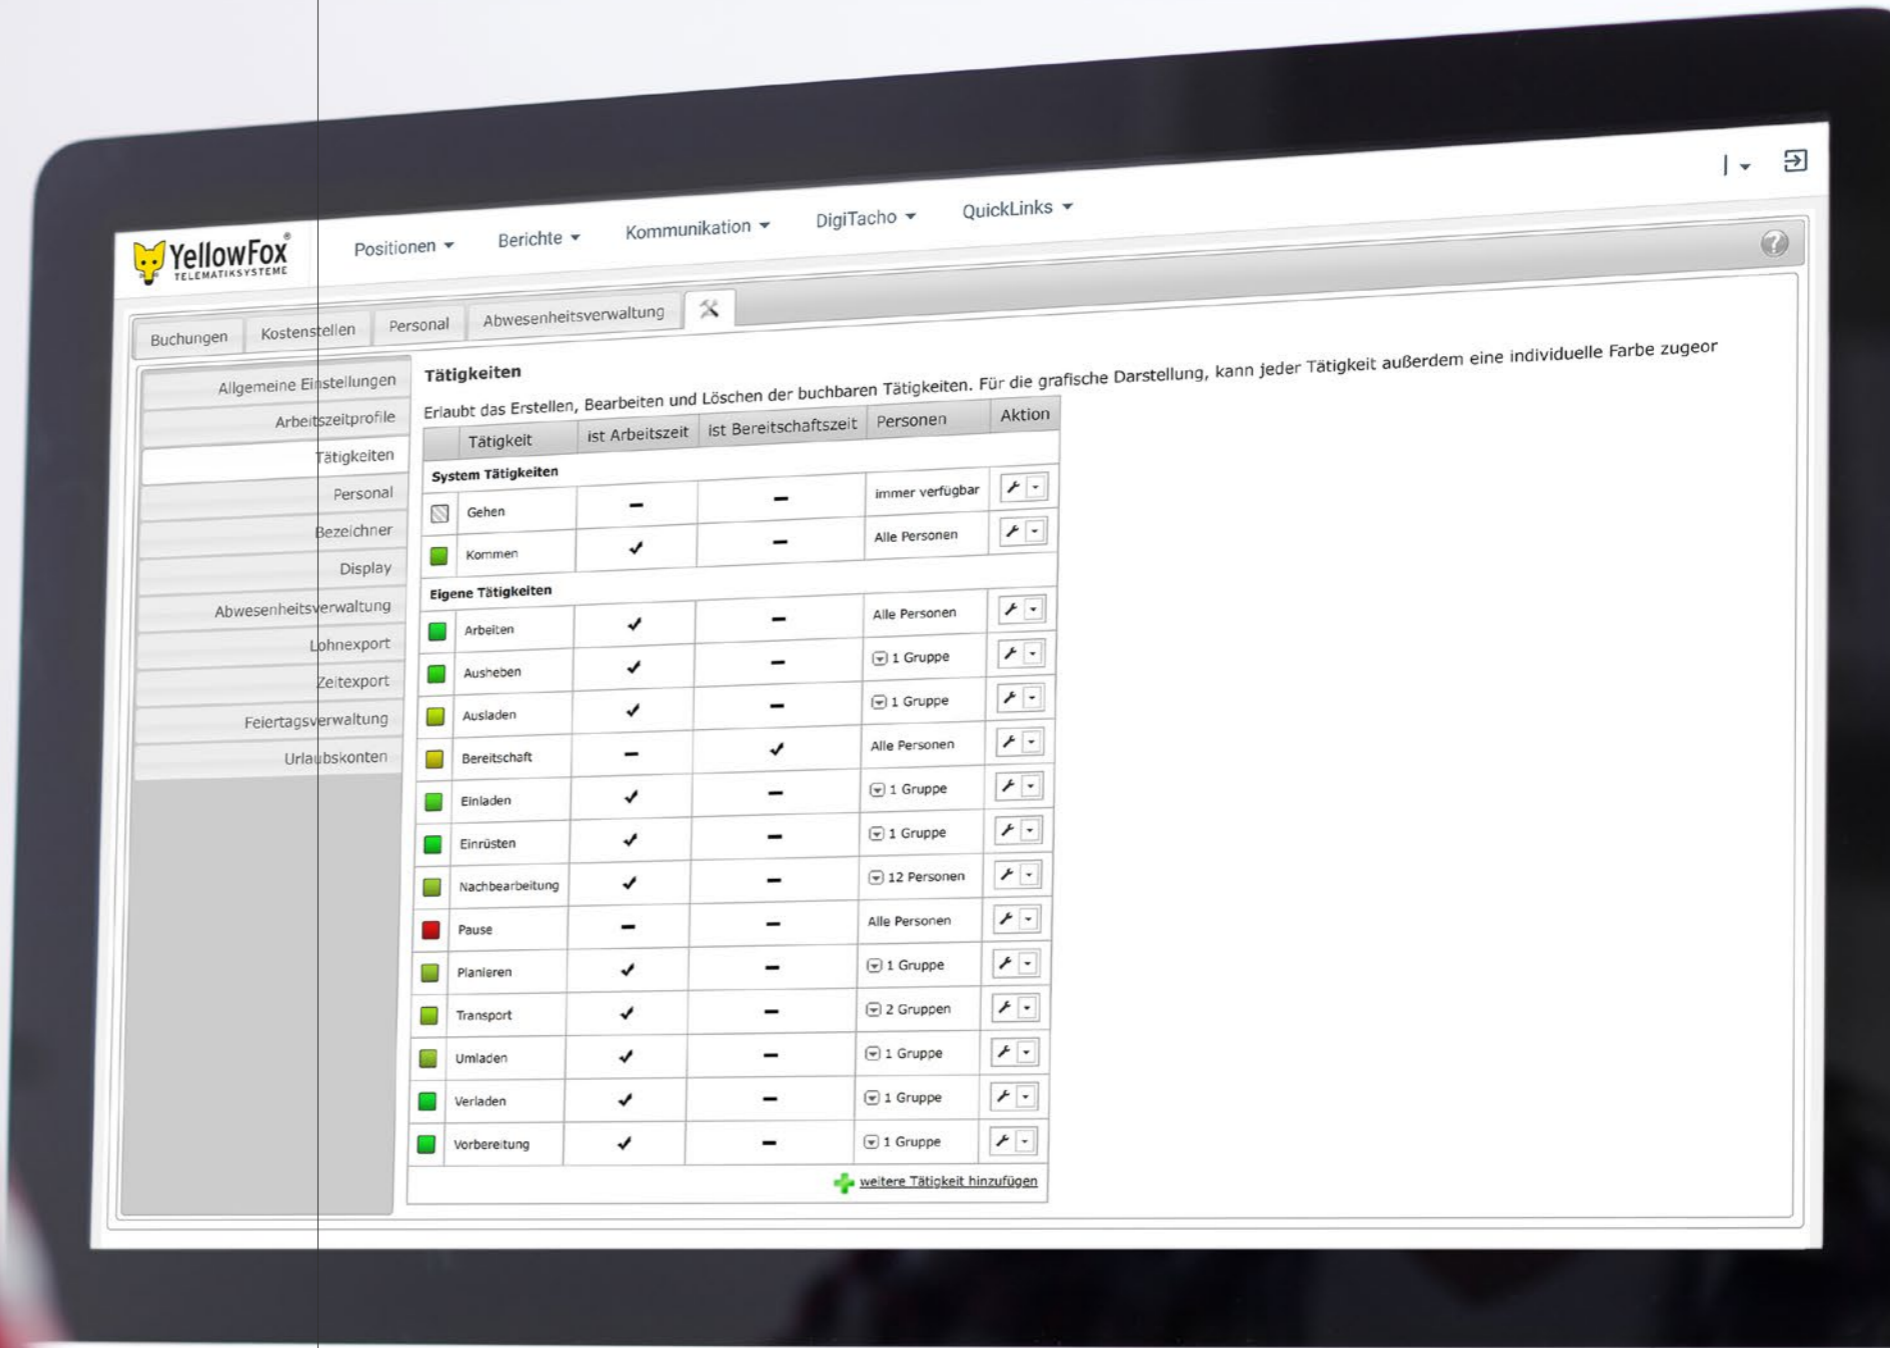 YellowFox®
TELEMATIKSYSTEME
Positionen Berichte Kommunikation DigiTacho QuickLinks
Buchungen Kostenstellen Personal Abwesenheitsverwaltung
Allgemeine Einstellungen
Arbeitszeitprofile
Tätigkeiten
Personal
Bezeichner
Display
Abwesenheitsverwaltung
Lohnexport
Zeitexport
Feiertagsverwaltung
Urlaubskonten
Tätigkeiten
Erlaubt das Erstellen, Bearbeiten und Löschen der buchbaren Tätigkeiten. Für die grafische Darstellung, kann jeder Tätigkeit außerdem eine individuelle Farbe zugeor
Tätigkeit ist Arbeitszeit ist Bereitschaftszeit Personen Aktion
System Tätigkeiten
Gehen – – immer verfügbar
Kommen ✔ – Alle Personen
Eigene Tätigkeiten
Arbeiten ✔ – Alle Personen
Ausheben ✔ – 1 Gruppe
Ausladen ✔ – 1 Gruppe
Bereitschaft – ✔ Alle Personen
Einladen ✔ – 1 Gruppe
Einrüsten ✔ – 1 Gruppe
Nachbearbeitung ✔ – 12 Personen
Pause – – Alle Personen
Planieren ✔ – 1 Gruppe
Transport ✔ – 2 Gruppen
Umladen ✔ – 1 Gruppe
Verladen ✔ – 1 Gruppe
Vorbereitung ✔ – 1 Gruppe
weitere Tätigkeit hinzufügen